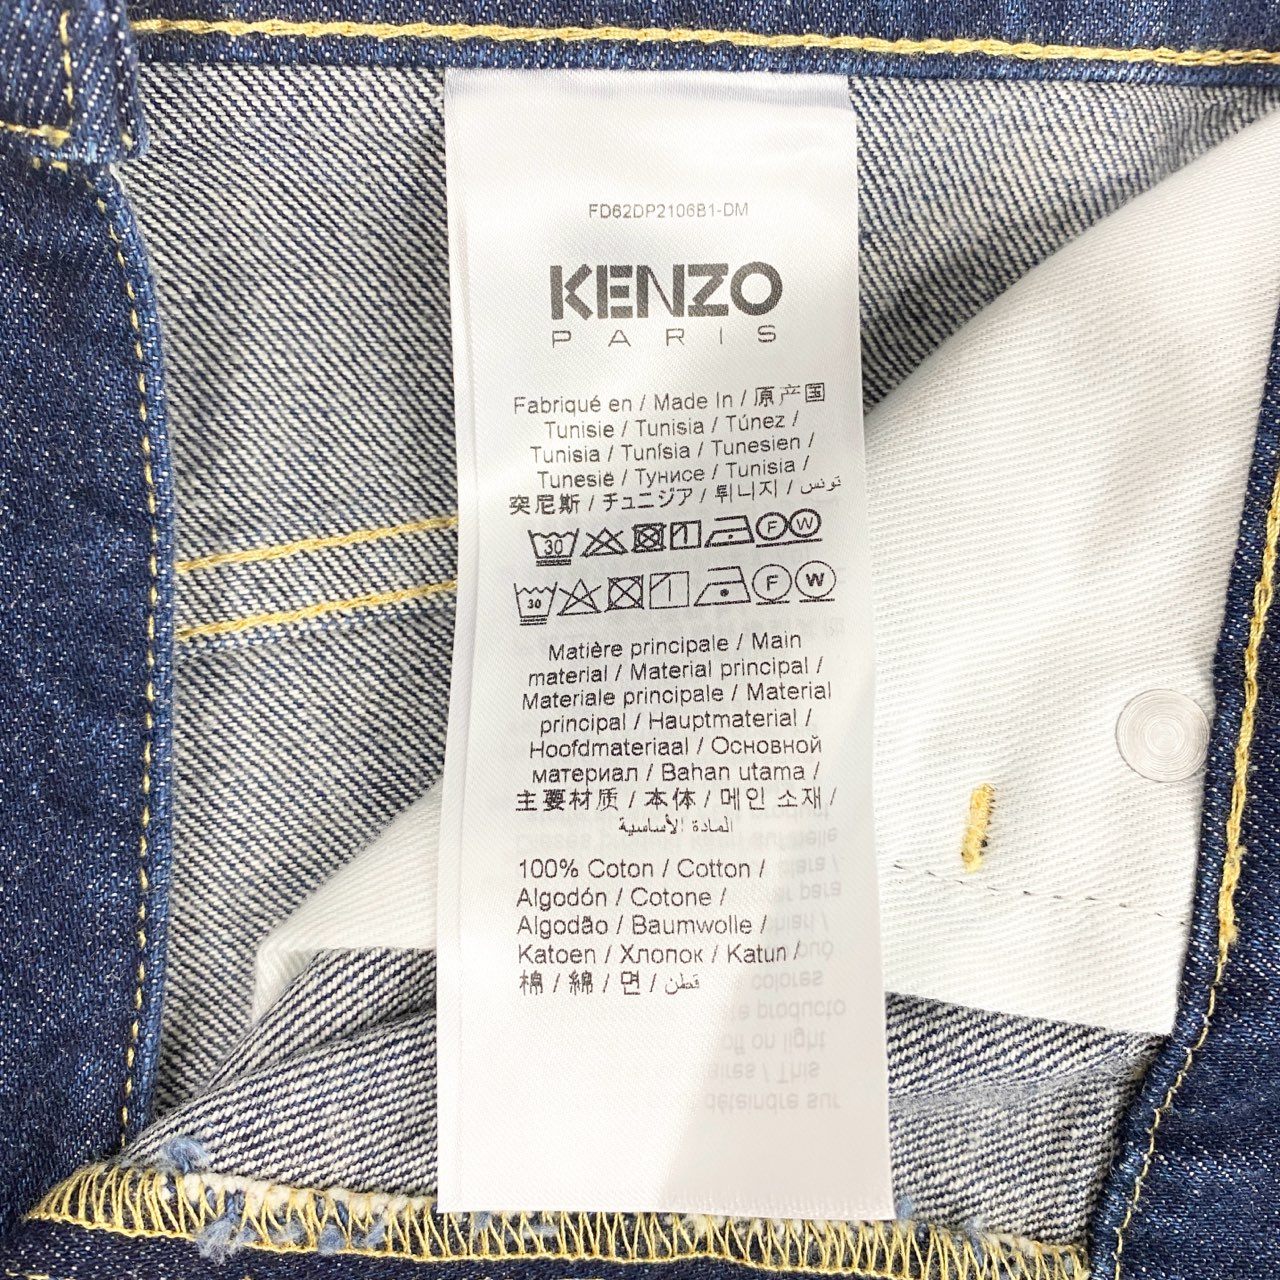 FD62DP2106B1-DM
KENZO
PARIS
Fabriqué en / Made In / 原产国
Tunisie / Tunisia / Túnez /
Tunisia / Tunísia / Tunesien /
Tunesië / Тунисе / Tunisia /
突尼斯 / チュニジア / 튀니지 / تونس
30 F W
30 F W
Matière principale / Main
material / Material principal /
Materiale principale / Material
principal / Hauptmaterial /
Hoofdmateriaal / Основной
материал / Bahan utama /
主要材质 / 本体 / 메인 소재 /
المادة الأساسية
100% Coton / Cotton /
Algodón / Cotone /
Algodão / Baumwolle /
Katoen / Хлопок / Katun /
棉 / 綿 / 면 / قطن